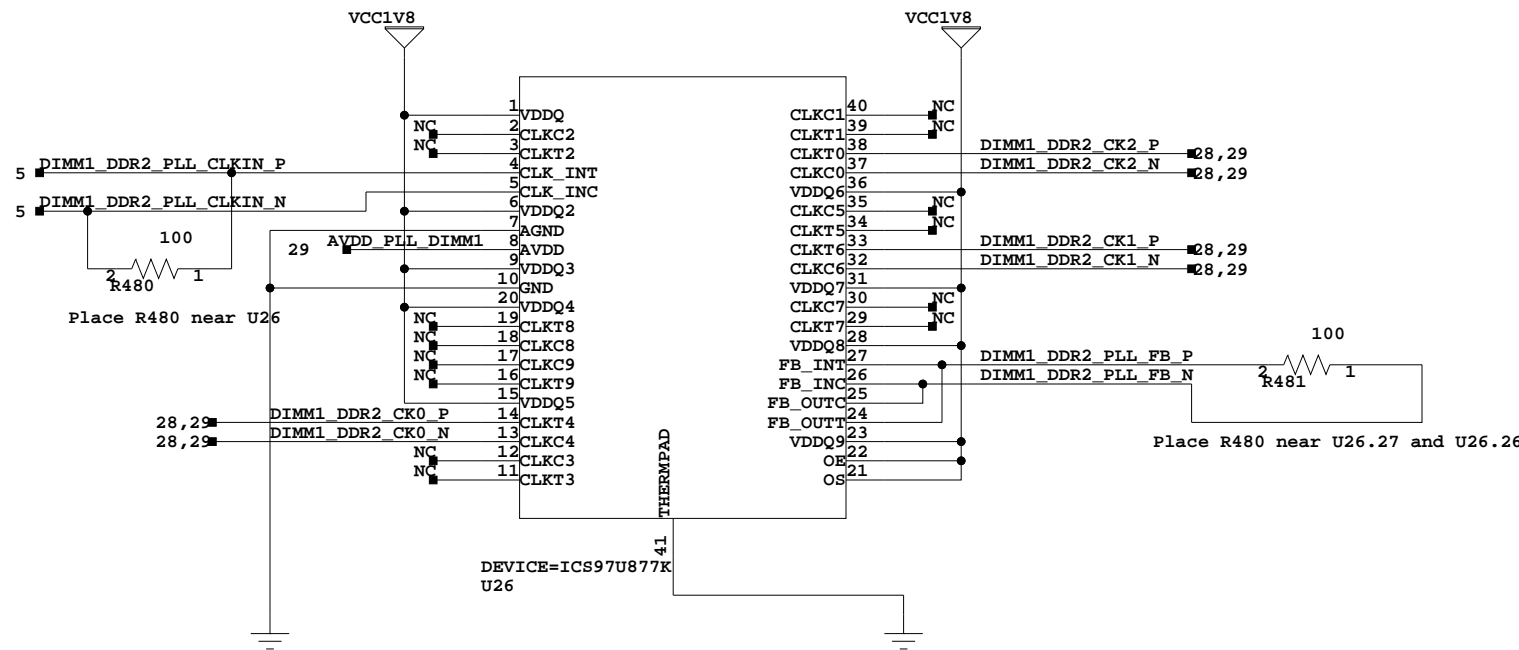 VCC1V8
VCC1V8
1 VDDQ
NC 2 CLKC2
NC 3 CLKT2
5 DIMM1_DDR2_PLL_CLKIN_P 4 CLK_INT
5 CLK_INC
5 DIMM1_DDR2_PLL_CLKIN_N 6 VDDQ2
7 AGND
29 AVDD_PLL_DIMM1 8 AVDD
9 VDDQ3
10 GND
20 VDDQ4
NC 19 CLKT8
NC 18 CLKC8
NC 17 CLKC9
NC 16 CLKT9
15 VDDQ5
28,29 DIMM1_DDR2_CK0_P 14 CLKT4
28,29 DIMM1_DDR2_CK0_N 13 CLKC4
NC 12 CLKC3
NC 11 CLKT3
100
2 1
R480
Place R480 near U26
CLKC1 40 NC
CLKT1 39 NC
CLKT0 38 DIMM1_DDR2_CK2_P 28,29
CLKC0 37 DIMM1_DDR2_CK2_N 28,29
VDDQ6 36
CLKC5 35 NC
CLKT5 34 NC
CLKT6 33 DIMM1_DDR2_CK1_P 28,29
CLKC6 32 DIMM1_DDR2_CK1_N 28,29
VDDQ7 31
CLKC7 30 NC
CLKT7 29 NC
VDDQ8 28
FB_INT 27 DIMM1_DDR2_PLL_FB_P
FB_INC 26 DIMM1_DDR2_PLL_FB_N
FB_OUTC 25
FB_OUTT 24
VDDQ9 23
OE 22
OS 21
100
2 1
R481
Place R480 near U26.27 and U26.26
THERMPAD
41
DEVICE=ICS97U877K
U26